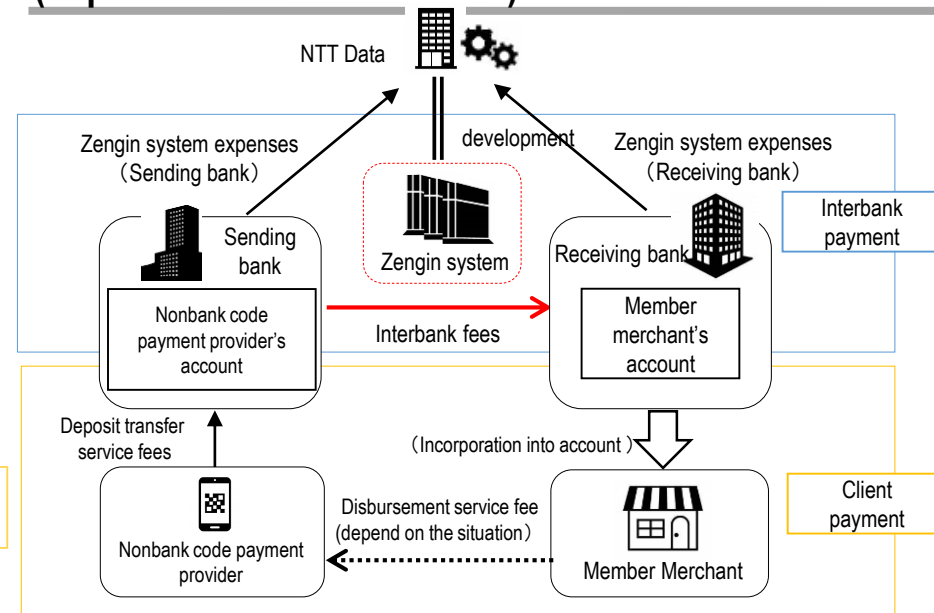 NTT Data
development
Zengin system expenses
（Sending bank）
Zengin system expenses
（Receiving bank）
Interbank
payment
Sending
bank
Zengin system
Receiving bank
Nonbank code
payment provider's
account
Interbank fees
Member
merchant's
account
Deposit transfer
service fees
（Incorporation into account ）
Client
payment
Disbursement service fee
(depend on the situation）
Nonbank code payment
provider
Member Merchant